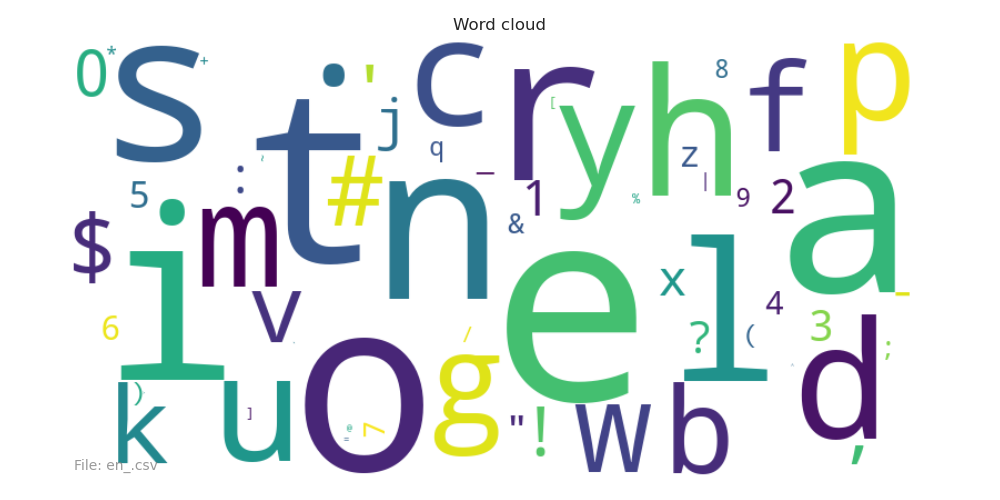 Word cloud
0 * s + t ' j c r [ y h 8 f p
: ~ # q – 1 & % z | 9 2 a
$ 5 i m n e x l 4 _
6 v o / g ? ( 3 ; d
k ) u ] @ = 7 " ! w b ,
File: en_.csv